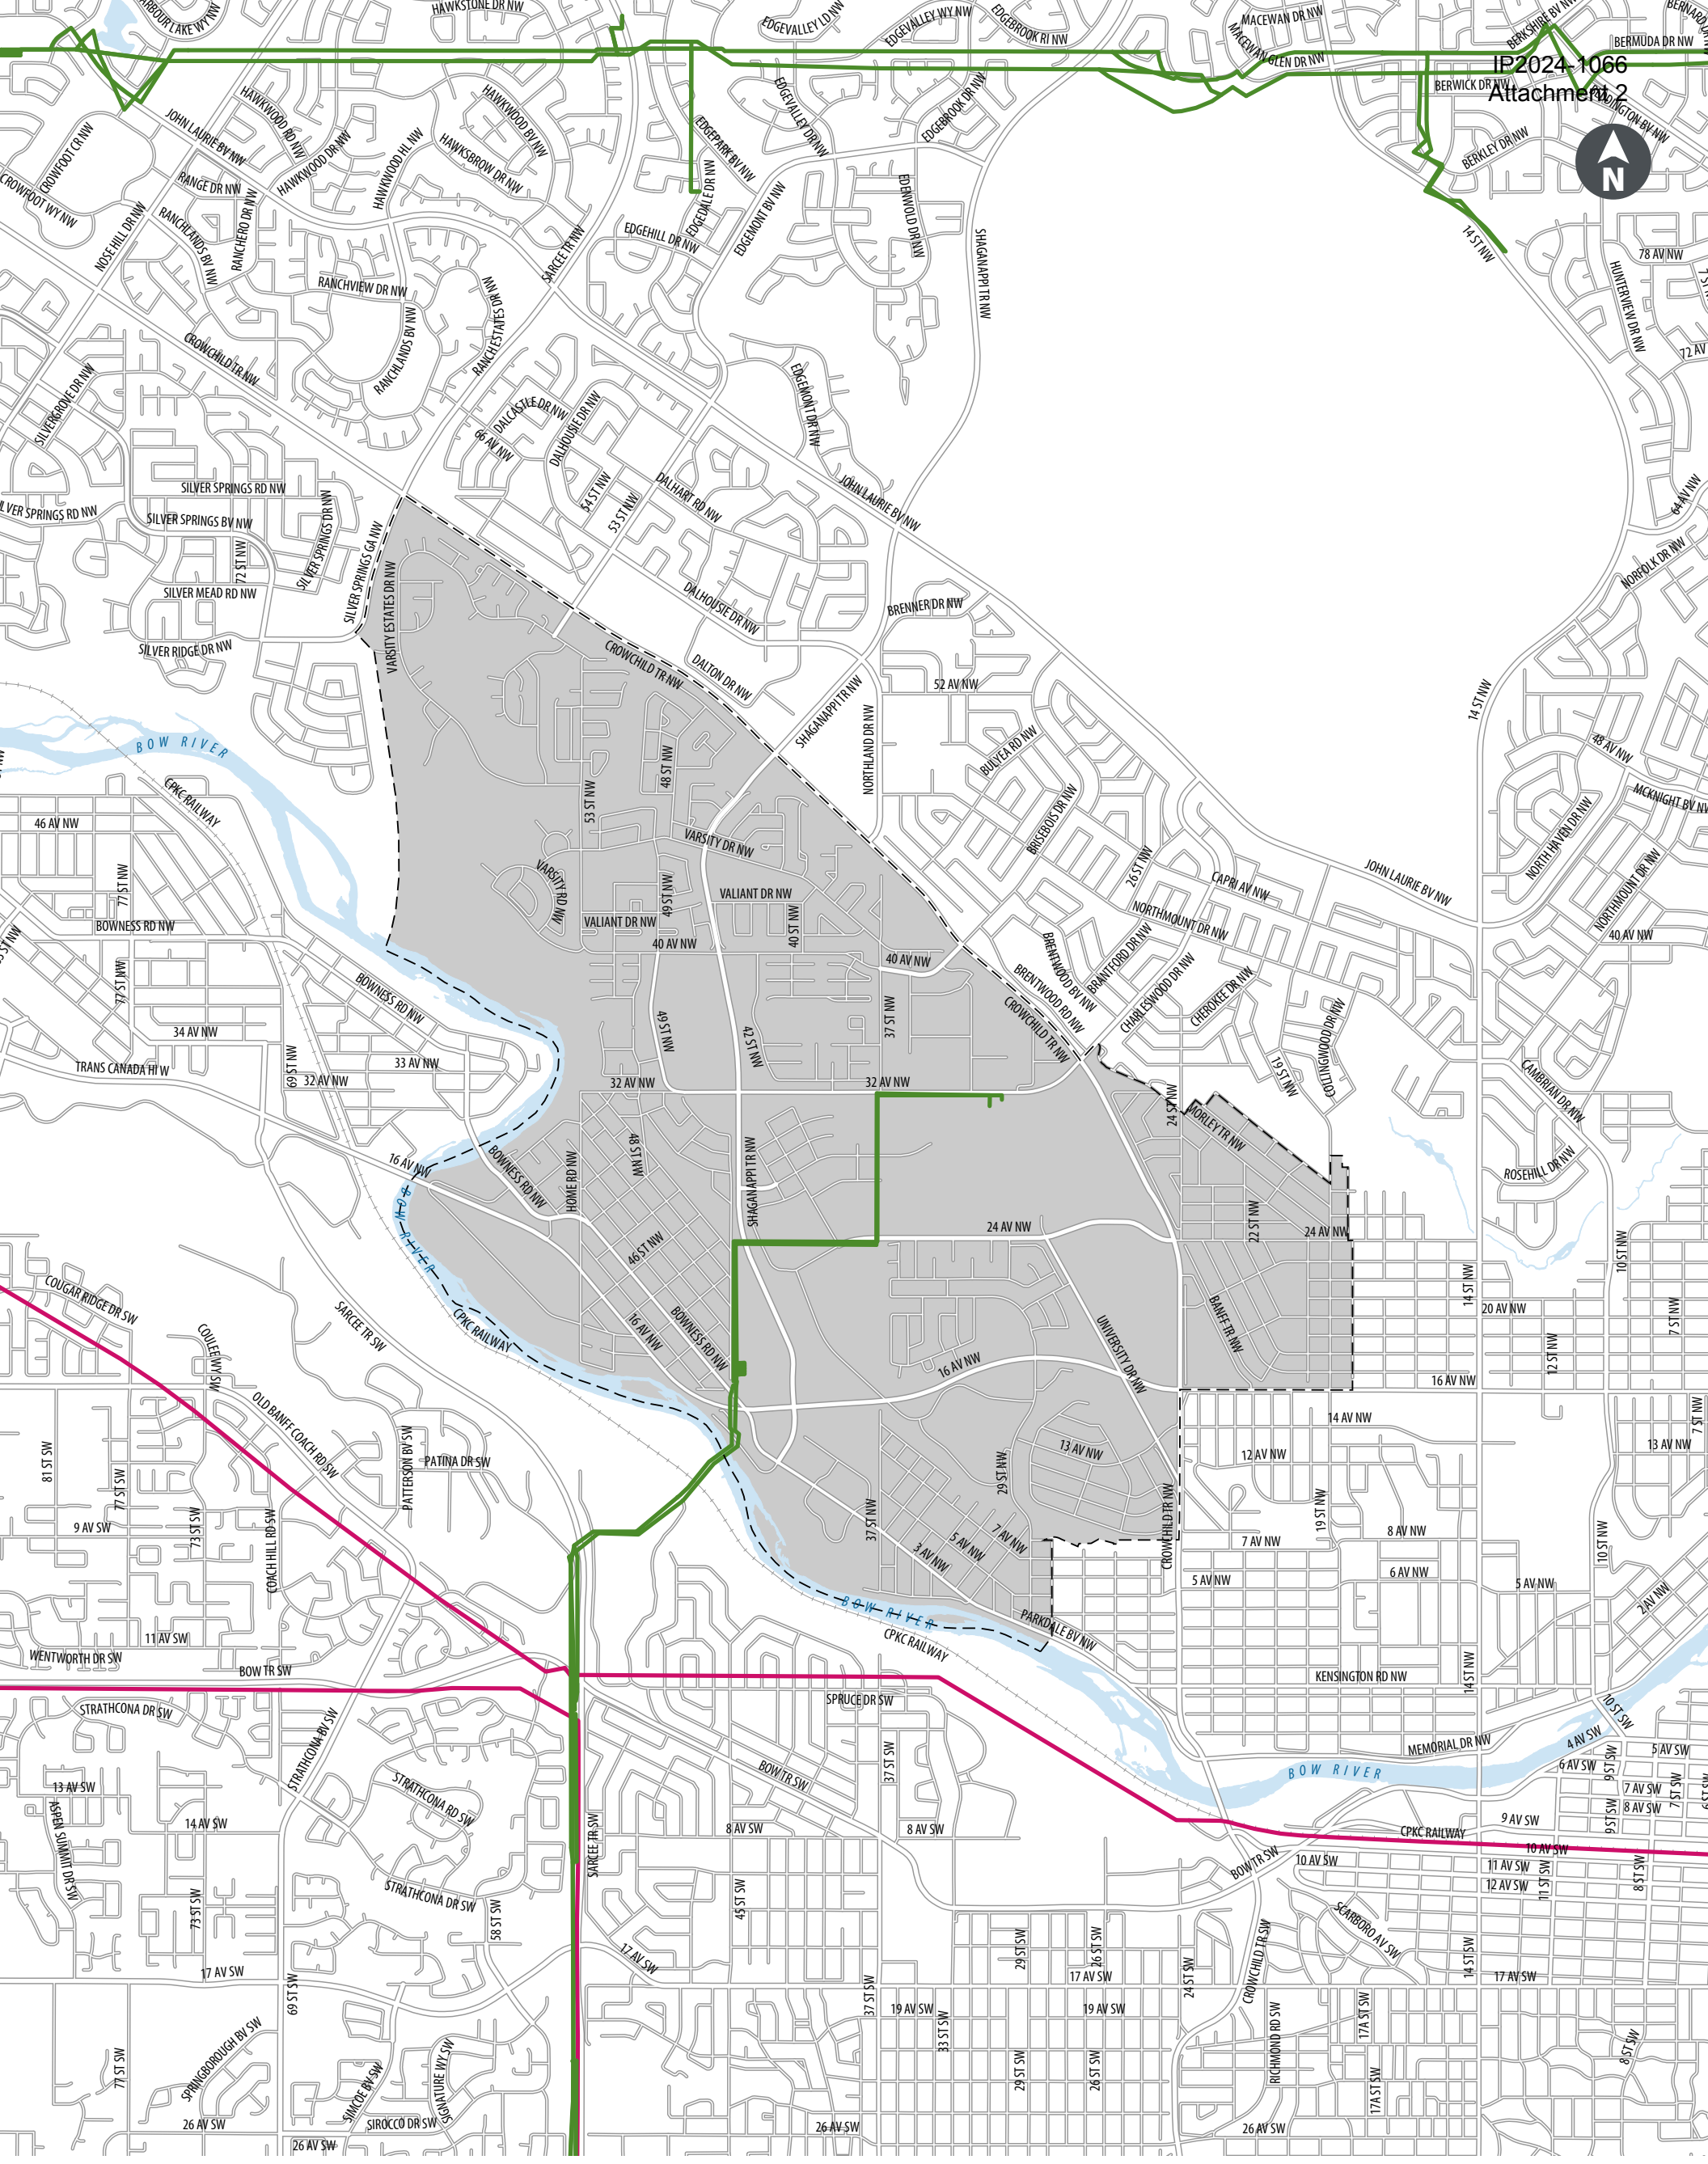 ARBOUR LAKE WY NW
HAWKSTONE DR NW
EDGEVALLEY LD NW
EDGEVALLEY WY NW
EDGEBROOK RI NW
MACEWAN DR NW
MACEWAN GLEN DR NW
BERKSHIRE BV NW
BERMUDA DR NW
IP2024-1066
BERWICK DR NW
Attachment 2
N
BERKLEY DR NW
CROWFOOT CR NW
CROWFOOT WY NW
JOHN LAURIE BV NW
HAWKWOOD RD NW
HAWKWOOD DR NW
HAWKWOOD HL NW
HAWKWOOD BV NW
HAWKSBROW DR NW
EDGEPARK BV NW
EDGEVALLEY DR NW
EDGEBROOK DR NW
RANGE DR NW
RANCHERO DR NW
RANCHLANDS BV NW
NOSE HILL DR NW
EDGEHILL DR NW
EDGEDALE DR NW
EDGEMONT BV NW
EDENWOLD DR NW
SHAGANAPPI TR NW
14 ST NW
78 AV NW
HUNTERVIEW DR NW
SARCEE TR NW
RANCHVIEW DR NW
RANCHLANDS BV NW
RANCH ESTATES DR NW
CROWCHILD TR NW
SILVERGROVE DR NW
DALCASTLE DR NW
DALHOUSIE DR NW
66 AV NW
EDGEMONT DR NW
54 ST NW
53 ST NW
DALHART RD NW
JOHN LAURIE BV NW
64 AV NW
SILVER SPRINGS RD NW
SILVER SPRINGS BV NW
SILVER SPRINGS DR NW
72 ST NW
SILVER MEAD RD NW
SILVER SPRINGS GA NW
SILVER RIDGE DR NW
VARSITY ESTATES DR NW
CROWCHILD TR NW
DALHOUSIE DR NW
DALTON DR NW
BRENNER DR NW
NORFOLK DR NW
52 AV NW
SHAGANAPPI TR NW
NORTHLAND DR NW
BULYEA RD NW
BRISEBOIS DR NW
14 ST NW
48 AV NW
MCKNIGHT BV NW
BOW RIVER
CPKC RAILWAY
46 AV NW
77 ST NW
BOWNESS RD NW
53 ST NW
48 ST NW
VARSITY DR NW
VARSITY RD NW
VALIANT DR NW
VALIANT DR NW
49 ST NW
40 ST NW
40 AV NW
40 AV NW
26 ST NW
CAPRI AV NW
NORTHMOUNT DR NW
JOHN LAURIE BV NW
NORTH HAVEN DR NW
NORTHMOUNT DR NW
40 AV NW
77 ST NW
BOWNESS RD NW
34 AV NW
33 AV NW
32 AV NW
69 ST NW
TRANS CANADA HI W
49 ST NW
42 ST NW
37 ST NW
32 AV NW
32 AV NW
CROWCHILD TR NW
BRENTWOOD RD NW
BRENTWOOD BV NW
BRANTFORD DR NW
CHARLESWOOD DR NW
CHEROKEE DR NW
19 ST NW
COLLINGWOOD DR NW
CAMBRIAN DR NW
24 ST NW
MORLEY TR NW
ROSEHILL DR NW
16 AV NW
BOWNESS RD NW
HOME RD NW
48 ST NW
46 ST NW
SHAGANAPPI TR NW
24 AV NW
22 ST NW
24 AV NW
10 ST NW
BOW RIVER
COUGAR RIDGE DR SW
SARCEE TR SW
CPKC RAILWAY
16 AV NW
BOWNESS RD NW
16 AV NW
UNIVERSITY DR NW
BANFF TR NW
14 ST NW
20 AV NW
7 ST NW
12 ST NW
16 AV NW
COULEE WY SW
OLD BANFF COACH RD SW
14 AV NW
12 AV NW
13 AV NW
7 ST NW
13 AV NW
29 ST NW
81 ST SW
77 ST SW
PATTERSON BV SW
PATINA DR SW
9 AV SW
73 ST SW
COACH HILL RD SW
37 ST NW
3 AV NW
5 AV NW
7 AV NW
CROWCHILD TR NW
19 ST NW
7 AV NW
8 AV NW
10 ST NW
5 AV NW
6 AV NW
5 AV NW
2 AV NW
BOW RIVER
PARKDALE BV NW
CPKC RAILWAY
11 AV SW
WENTWORTH DR SW
BOW TR SW
KENSINGTON RD NW
14 ST NW
SPRUCE DR SW
10 ST SW
STRATHCONA DR SW
STRATHCONA BV SW
MEMORIAL DR NW
4 AV SW
5 AV SW
6 AV SW
9 ST SW
BOW RIVER
BOW TR SW
37 ST SW
13 AV SW
STRATHCONA RD SW
7 AV SW
7 ST SW
8 AV SW
9 ST SW
ASPEN SUMMIT DR SW
14 AV SW
SARCEE TR SW
8 AV SW
8 AV SW
9 AV SW
CPKC RAILWAY
10 AV SW
10 AV SW
BOW TR SW
11 AV SW
12 AV SW
11 ST SW
8 ST SW
STRATHCONA DR SW
73 ST SW
58 ST SW
45 ST SW
SCARBORO AV SW
CROWCHILD TR SW
29 ST SW
26 ST SW
24 ST SW
14 ST SW
17 AV SW
17 AV SW
17 AV SW
17 AV SW
69 ST SW
37 ST SW
19 AV SW
19 AV SW
33 ST SW
RICHMOND RD SW
17A ST SW
8 ST SW
77 ST SW
SPRINGBOROUGH BV SW
SIMCOE BV SW
SIGNATURE WY SW
29 ST SW
26 ST SW
17A ST SW
26 AV SW
SIROCCO DR SW
26 AV SW
26 AV SW
26 AV SW